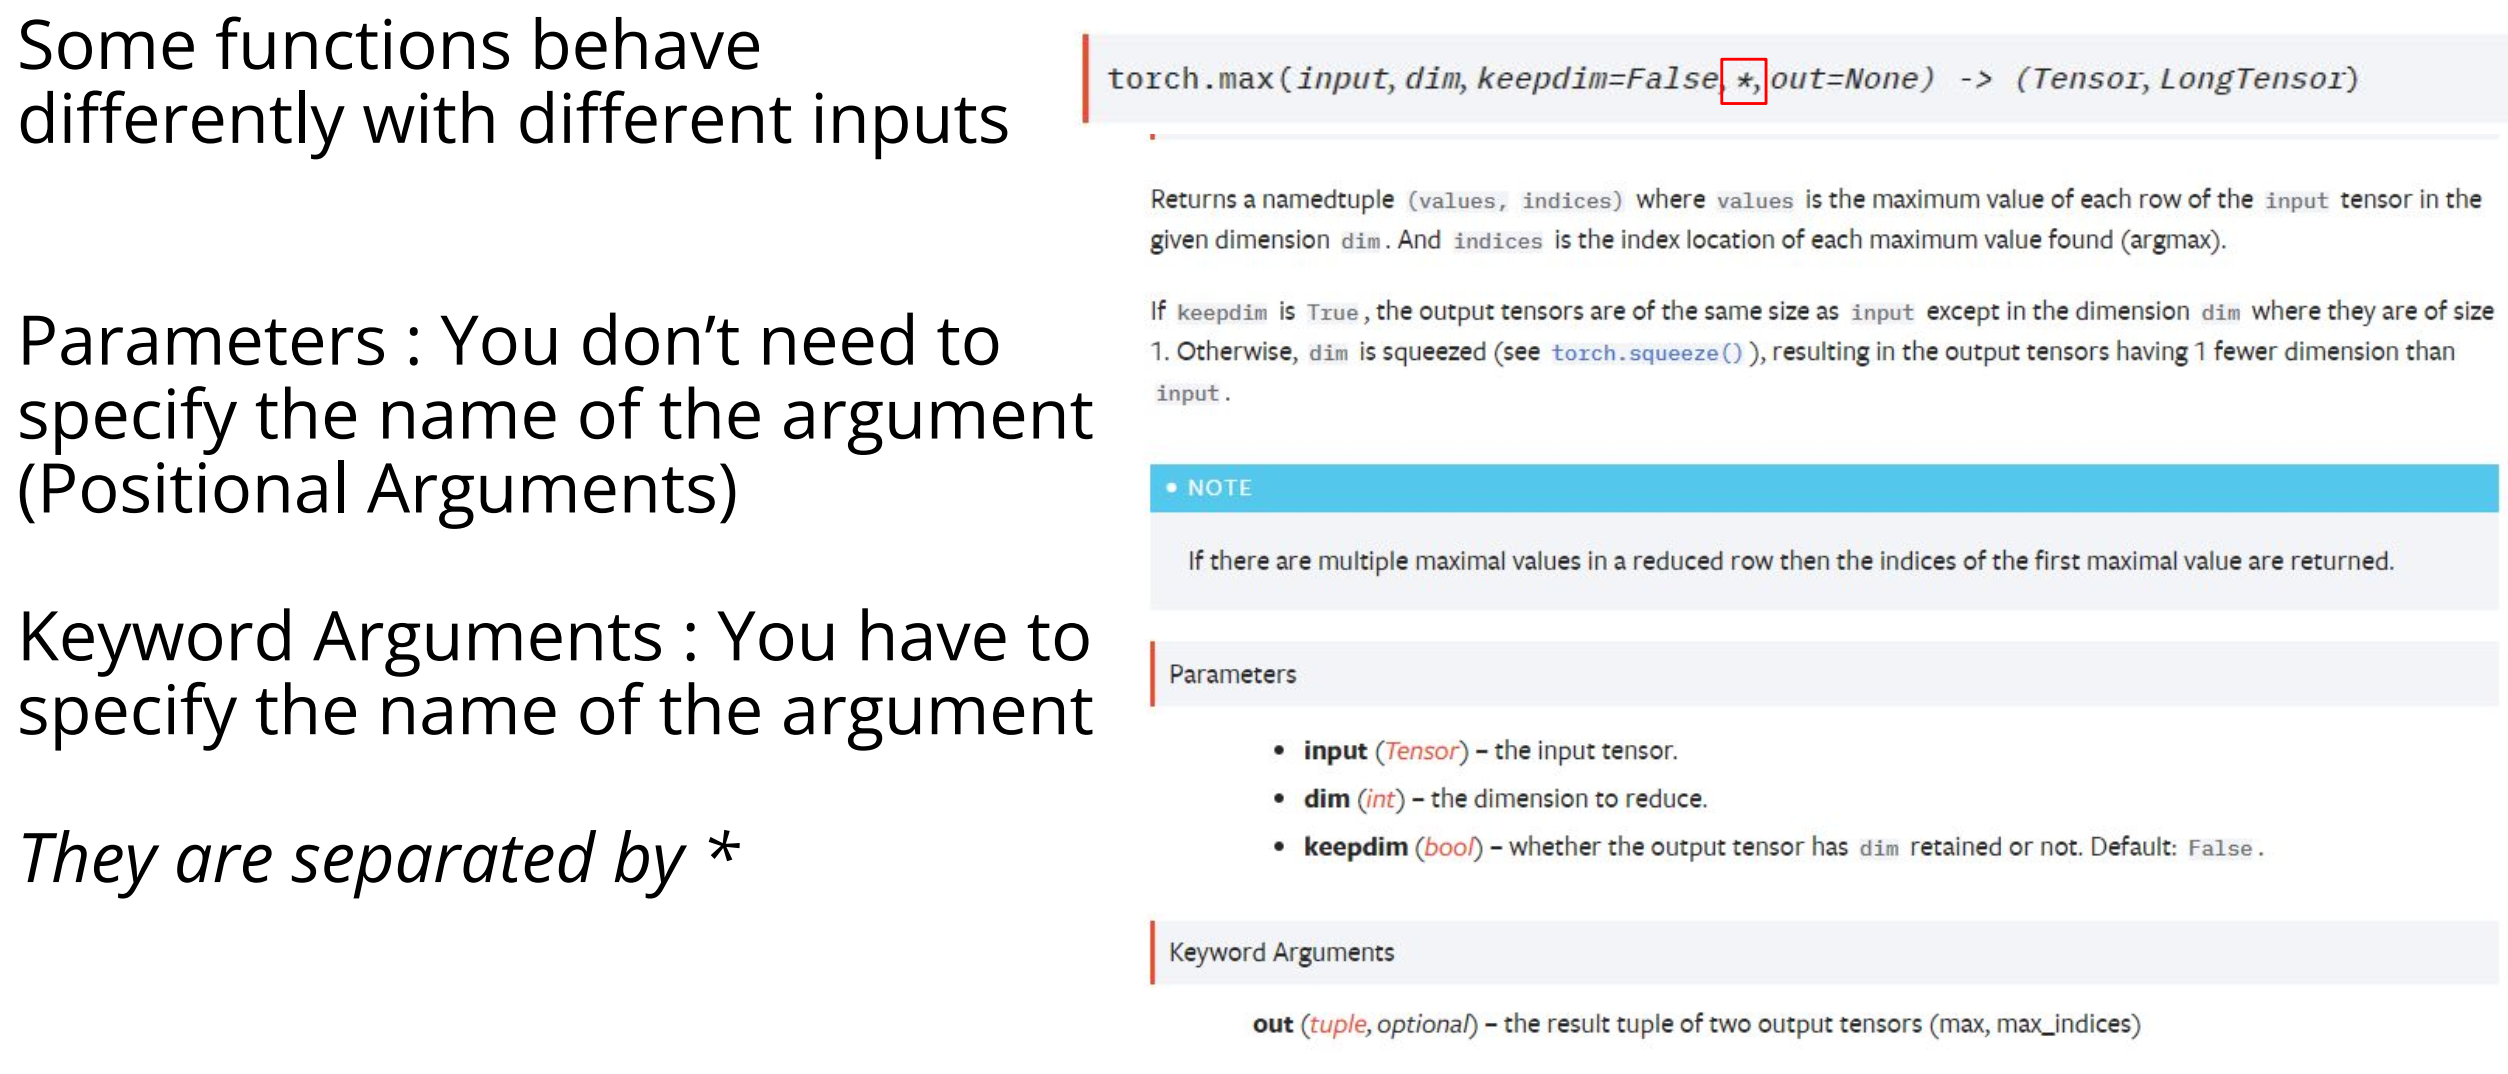 Some functions behave
differently with different inputs
Parameters : You don’t need to
specify the name of the argument
(Positional Arguments)
Keyword Arguments : You have to
specify the name of the argument
They are separated by *
torch.max(input, dim, keepdim=False, *, out=None) -> (Tensor, LongTensor)
Returns a namedtuple (values, indices) where values is the maximum value of each row of the input tensor in the
given dimension dim. And indices is the index location of each maximum value found (argmax).
If keepdim is True, the output tensors are of the same size as input except in the dimension dim where they are of size
1. Otherwise, dim is squeezed (see torch.squeeze()), resulting in the output tensors having 1 fewer dimension than
input.
• NOTE
If there are multiple maximal values in a reduced row then the indices of the first maximal value are returned.
Parameters
• input (Tensor) – the input tensor.
• dim (int) – the dimension to reduce.
• keepdim (bool) – whether the output tensor has dim retained or not. Default: False.
Keyword Arguments
out (tuple, optional) – the result tuple of two output tensors (max, max_indices)